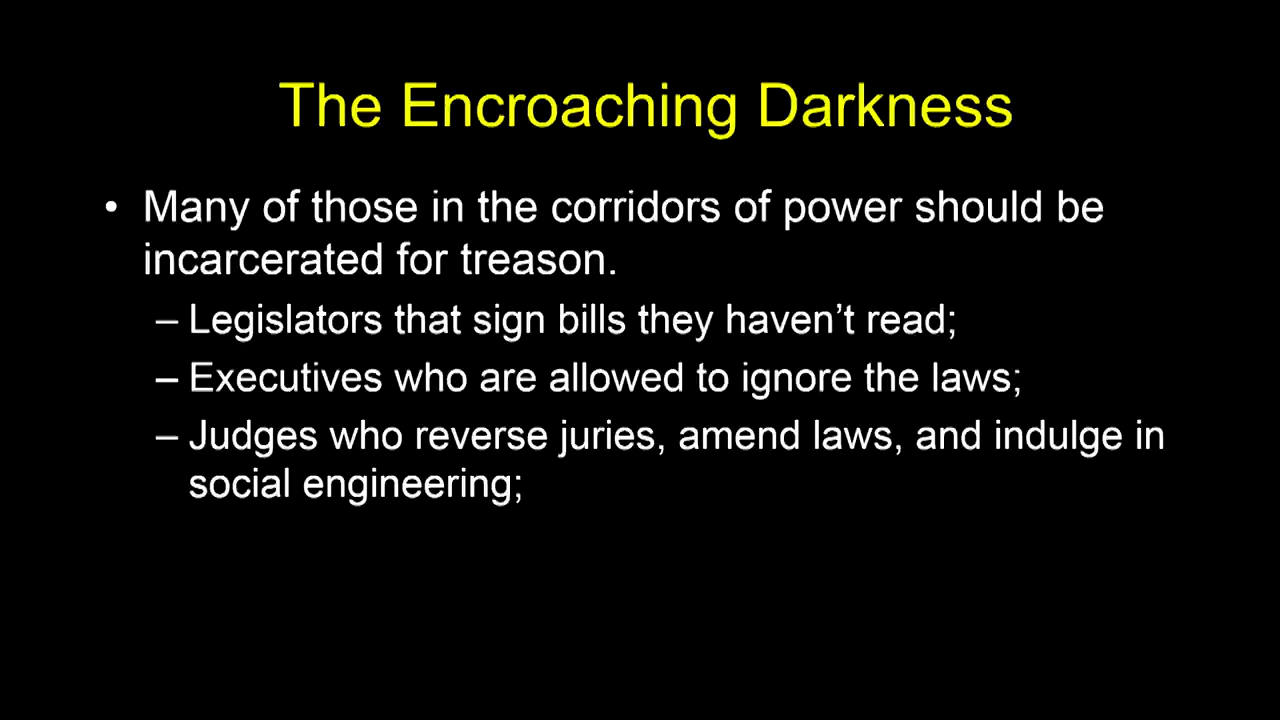 The Encroaching Darkness
• Many of those in the corridors of power should be
incarcerated for treason.
– Legislators that sign bills they haven’t read;
– Executives who are allowed to ignore the laws;
– Judges who reverse juries, amend laws, and indulge in
social engineering;